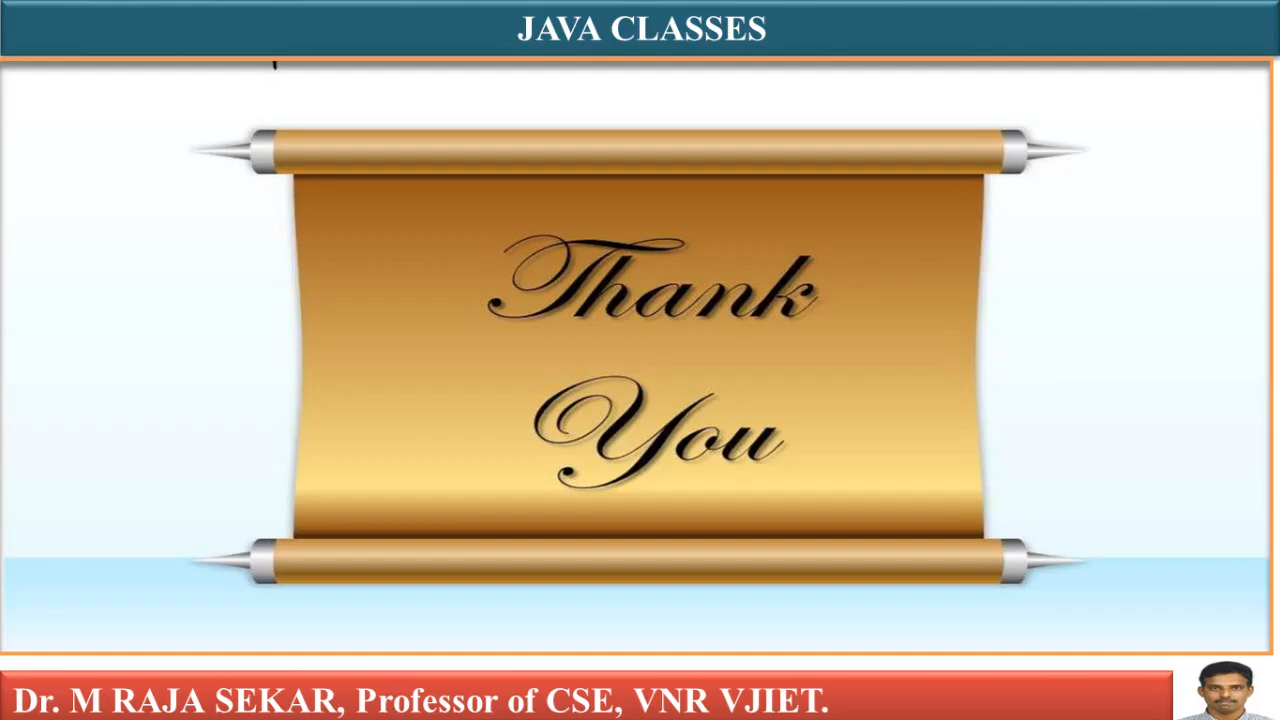 JAVA CLASSES
Thank
You
Dr. M RAJA SEKAR, Professor of CSE, VNR VJIET.